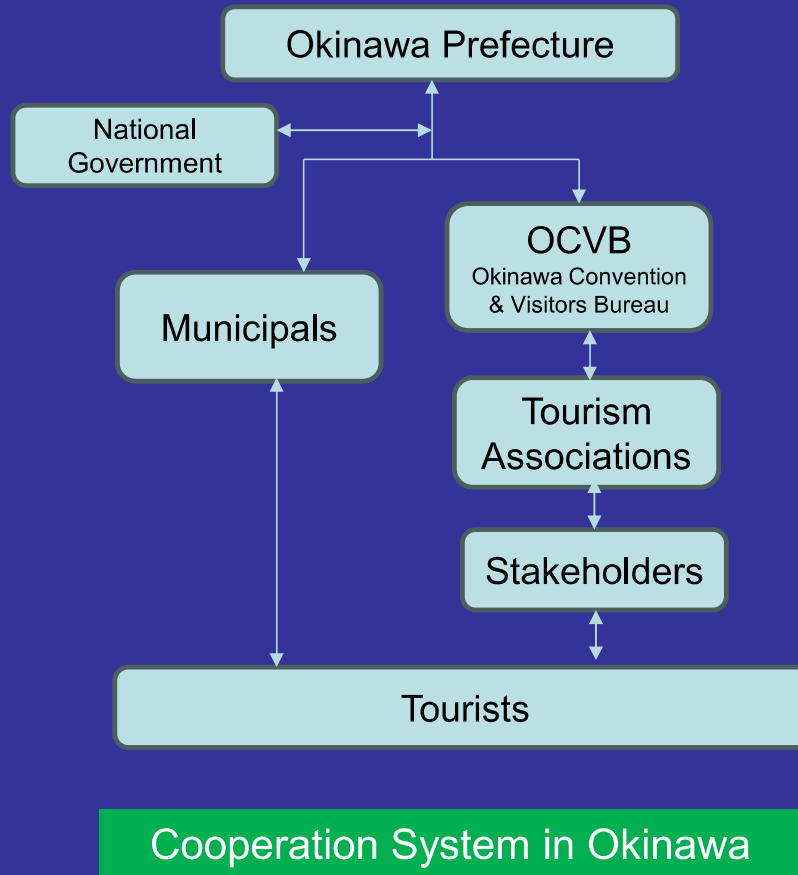 Okinawa Prefecture
National
Government
OCVB
Okinawa Convention
& Visitors Bureau
Municipals
Tourism
Associations
Stakeholders
Tourists
Cooperation System in Okinawa